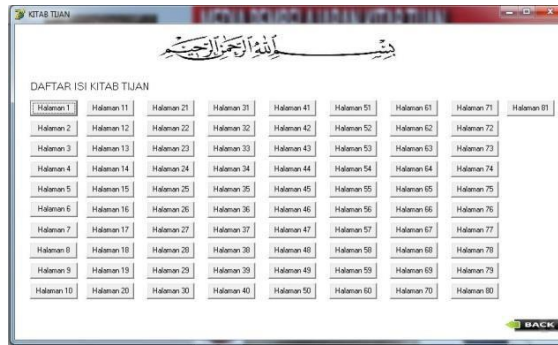 KITAB TIJAN
بِسْمِ اللَّهِ الرَّحْمَنِ الرَّحِيمِ
DAFTAR ISI KITAB TIJAN
Halaman 1 Halaman 11 Halaman 21 Halaman 31 Halaman 41 Halaman 51 Halaman 61 Halaman 71 Halaman 81
Halaman 2 Halaman 12 Halaman 22 Halaman 32 Halaman 42 Halaman 52 Halaman 62 Halaman 72
Halaman 3 Halaman 13 Halaman 23 Halaman 33 Halaman 43 Halaman 53 Halaman 63 Halaman 73
Halaman 4 Halaman 14 Halaman 24 Halaman 34 Halaman 44 Halaman 54 Halaman 64 Halaman 74
Halaman 5 Halaman 15 Halaman 25 Halaman 35 Halaman 45 Halaman 55 Halaman 65 Halaman 75
Halaman 6 Halaman 16 Halaman 26 Halaman 36 Halaman 46 Halaman 56 Halaman 66 Halaman 76
Halaman 7 Halaman 17 Halaman 27 Halaman 37 Halaman 47 Halaman 57 Halaman 67 Halaman 77
Halaman 8 Halaman 18 Halaman 28 Halaman 38 Halaman 48 Halaman 58 Halaman 68 Halaman 78
Halaman 9 Halaman 19 Halaman 29 Halaman 39 Halaman 49 Halaman 59 Halaman 69 Halaman 79
Halaman 10 Halaman 20 Halaman 30 Halaman 40 Halaman 50 Halaman 60 Halaman 70 Halaman 80
BACK